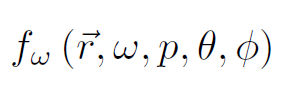 f_ω (r⃗, ω, p, θ, ϕ)